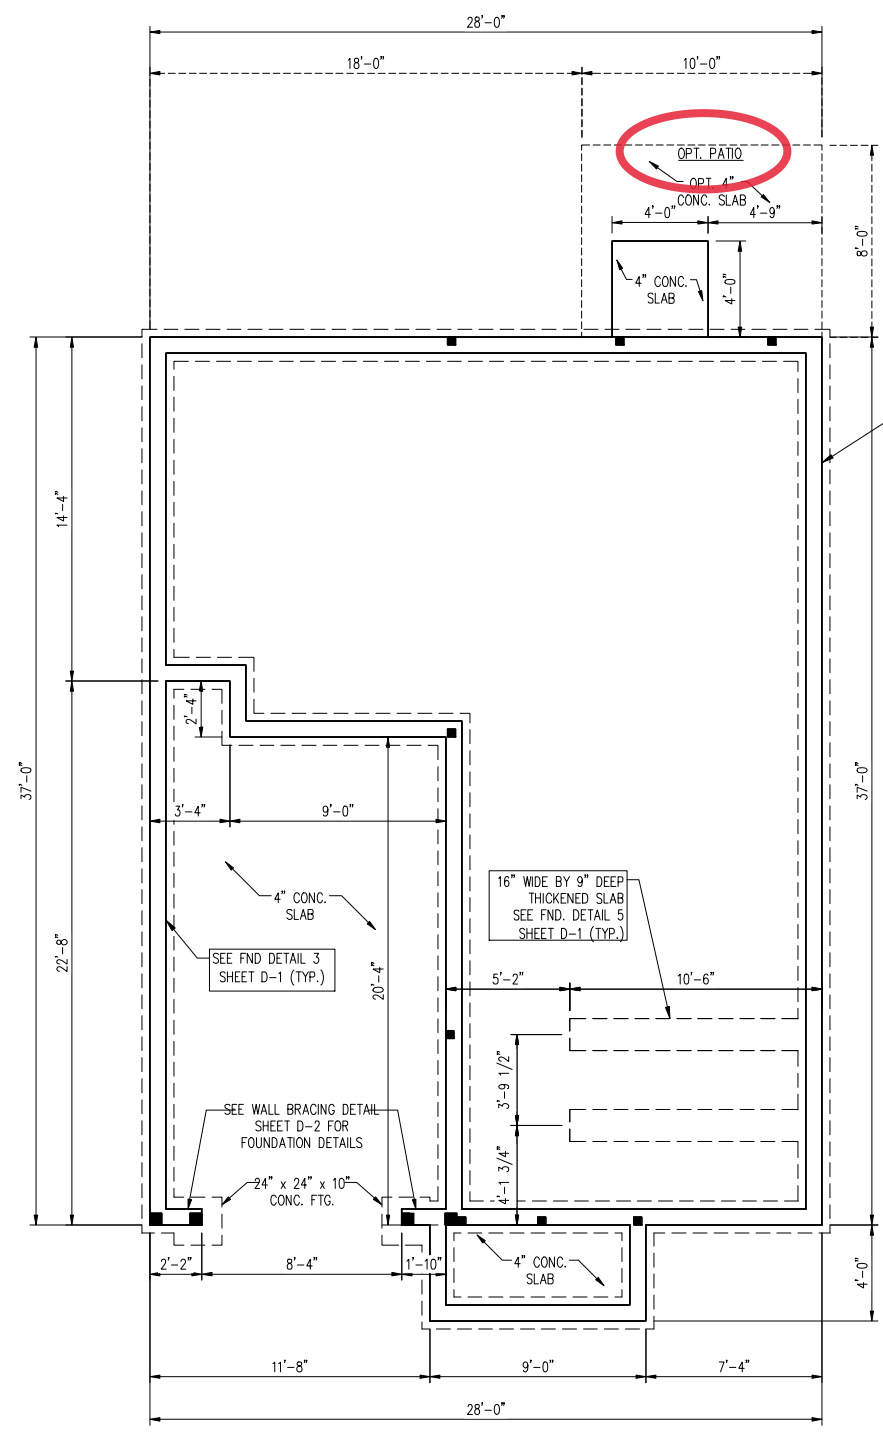 28'-0"
18'-0"
10'-0"
OPT. PATIO
OPT. 4"
CONC. SLAB
4'-0"
4'-9"
8'-0"
4" CONC.
SLAB
4'-0"
14'-4"
2'-4"
37'-0"
37'-0"
3'-4"
9'-0"
4" CONC.
SLAB
16" WIDE BY 9" DEEP
THICKENED SLAB
SEE FND. DETAIL 5
SHEET D-1 (TYP.)
22'-8"
SEE FND DETAIL 3
SHEET D-1 (TYP.)
20'-4"
5'-2"
10'-6"
3'-9 1/2"
SEE WALL BRACING DETAIL
SHEET D-2 FOR
FOUNDATION DETAILS
4'-1 3/4"
24" x 24" x 10"
CONC. FTG.
2'-2"
8'-4"
1'-10"
4" CONC.
SLAB
4'-0"
11'-8"
9'-0"
7'-4"
28'-0"